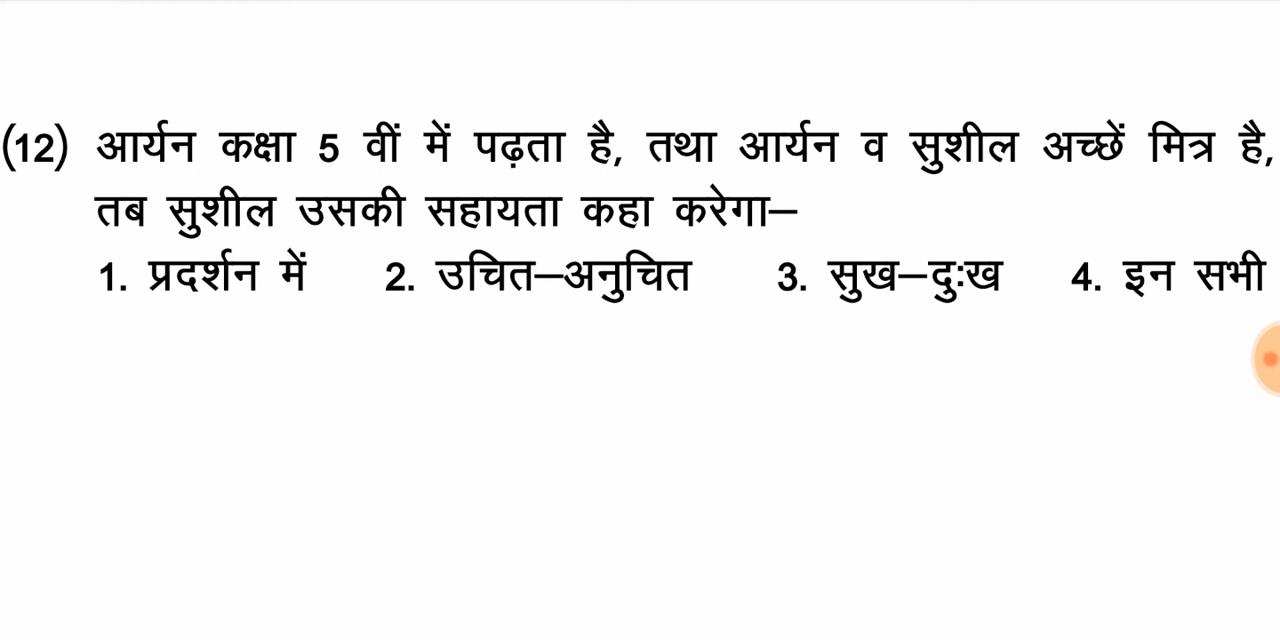 (12) आर्यन कक्षा 5 वीं में पढ़ता है, तथा आर्यन व सुशील अच्छें मित्र है,
तब सुशील उसकी सहायता कहा करेगा–
1. प्रदर्शन में 2. उचित–अनुचित 3. सुख–दुःख 4. इन सभी